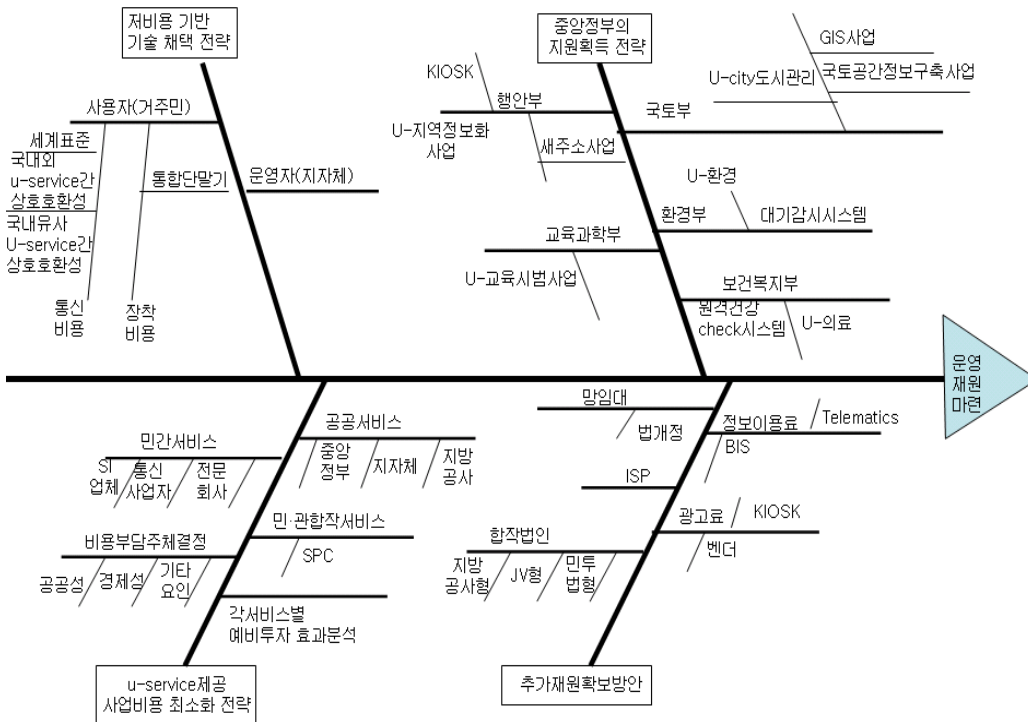 저비용 기반
기술 채택 전략
사용자(거주민)
세계표준
국내외
u-service간
상호호환성
국내유사
U-service간
상호호환성
통신
비용
통합단말기
장착
비용
운영자(지자체)
중앙정부의
지원획득 전략
KIOSK
행안부
U-지역정보화
사업
새주소사업
교육과학부
U-교육시범사업
GIS사업
국토공간정보구축사업
U-city도시관리
국토부
U-환경
환경부
대기감시시스템
보건복지부
원격건강
check시스템
U-의료
운영
재원
마련
민간서비스
SI
업체
통신
사업자
전문
회사
공공서비스
중앙
정부
지자체
지방
공사
비용부담주체결정
공공성
경제성
기타
요인
민·관합작서비스
SPC
각서비스별
예비투자 효과분석
u-service제공
사업비용 최소화 전략
망임대
법개정
정보이용료
Telematics
BIS
ISP
광고료
KIOSK
벤더
합작법인
지방
공사형
JV형
민투
법형
추가재원확보방안